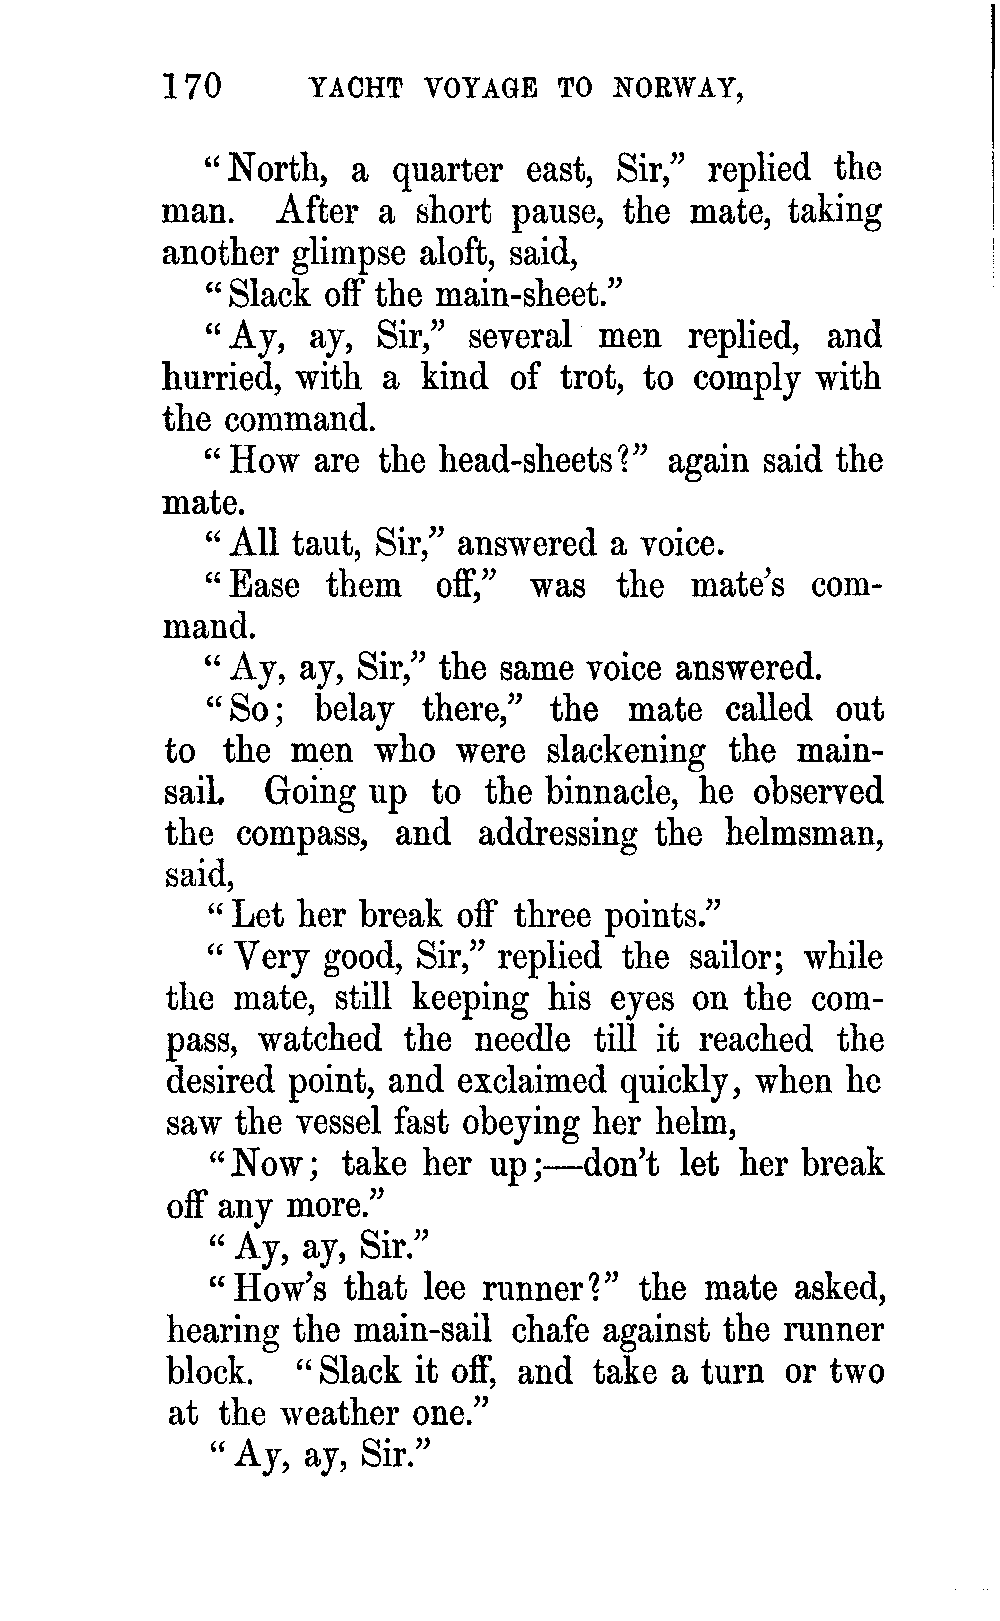 170 YACHT VOYAGE TO NORWAY,
“North, a quarter east, Sir,” replied the
man. After a short pause, the mate, taking
another glimpse aloft, said,
“Slack off the main-sheet.”
“Ay, ay, Sir,” several men replied, and
hurried, with a kind of trot, to comply with
the command.
“How are the head-sheets?” again said the
mate.
“All taut, Sir,” answered a voice.
“Ease them off,” was the mate's com-
mand.
“Ay, ay, Sir,” the same voice answered.
“So; belay there,” the mate called out
to the men who were slackening the main-
sail. Going up to the binnacle, he observed
the compass, and addressing the helmsman,
said,
“Let her break off three points.”
“Very good, Sir,” replied the sailor; while
the mate, still keeping his eyes on the com-
pass, watched the needle till it reached the
desired point, and exclaimed quickly, when he
saw the vessel fast obeying her helm,
“Now; take her up;—don't let her break
off any more.”
“Ay, ay, Sir.”
“How's that lee runner?” the mate asked,
hearing the main-sail chafe against the runner
block. “Slack it off, and take a turn or two
at the weather one.”
“Ay, ay, Sir.”